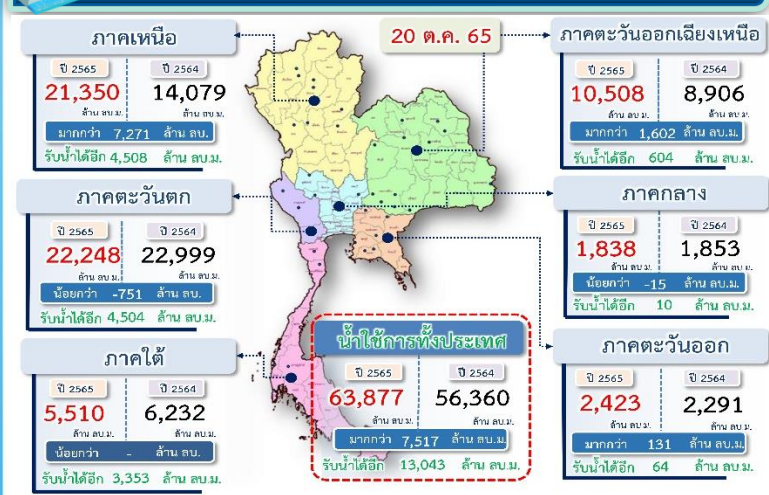 ภาคเหนือ
ปี 2565 ปี 2564
21,350 14,079
ล้าน ลบ.ม. ล้าน ลบ.ม.
มากกว่า 7,271 ล้าน ลบ.
รับน้ำได้อีก 4,508 ล้าน ลบ.ม.
20 ต.ค. 65
ภาคตะวันออกเฉียงเหนือ
ปี 2565 ปี 2564
10,508 8,906
ล้าน ลบ.ม. ล้าน ลบ.ม.
มากกว่า 1,602 ล้าน ลบ.ม.
รับน้ำได้อีก 604 ล้าน ลบ.ม.
ภาคตะวันตก
ปี 2565 ปี 2564
22,248 22,999
ล้าน ลบ.ม. ล้าน ลบ.ม.
น้อยกว่า -751 ล้าน ลบ.
รับน้ำได้อีก 4,504 ล้าน ลบ.ม.
ภาคกลาง
ปี 2565 ปี 2564
1,838 1,853
ล้าน ลบ.ม. ล้าน ลบ.ม.
น้อยกว่า -15 ล้าน ลบ.ม.
รับน้ำได้อีก 10 ล้าน ลบ.ม.
ภาคใต้
ปี 2565 ปี 2564
5,510 6,232
ล้าน ลบ.ม. ล้าน ลบ.ม.
น้อยกว่า - ล้าน ลบ.
รับน้ำได้อีก 3,353 ล้าน ลบ.ม.
น้ำใช้การทั้งประเทศ
ปี 2565 ปี 2564
63,877 56,360
ล้าน ลบ.ม. ล้าน ลบ.ม.
มากกว่า 7,517 ล้าน ลบ.ม.
รับน้ำได้อีก 13,043 ล้าน ลบ.ม.
ภาคตะวันออก
ปี 2565 ปี 2564
2,423 2,291
ล้าน ลบ.ม. ล้าน ลบ.ม.
มากกว่า 131 ล้าน ลบ.ม.
รับน้ำได้อีก 64 ล้าน ลบ.ม.